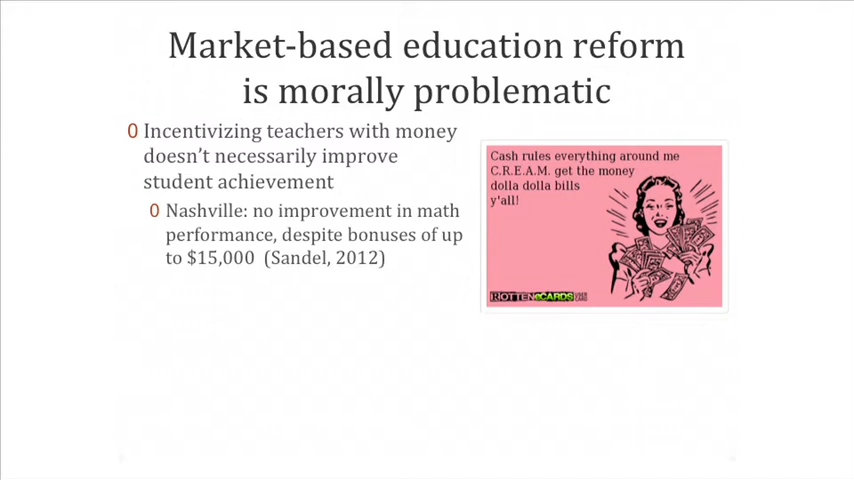 Market-based education reform
is morally problematic
0 Incentivizing teachers with money
doesn't necessarily improve
student achievement
0 Nashville: no improvement in math
performance, despite bonuses of up
to $15,000 (Sandel, 2012)
Cash rules everything around me
C.R.E.A.M. get the money
dolla dolla bills
y'all!
ROTTENeCARDS